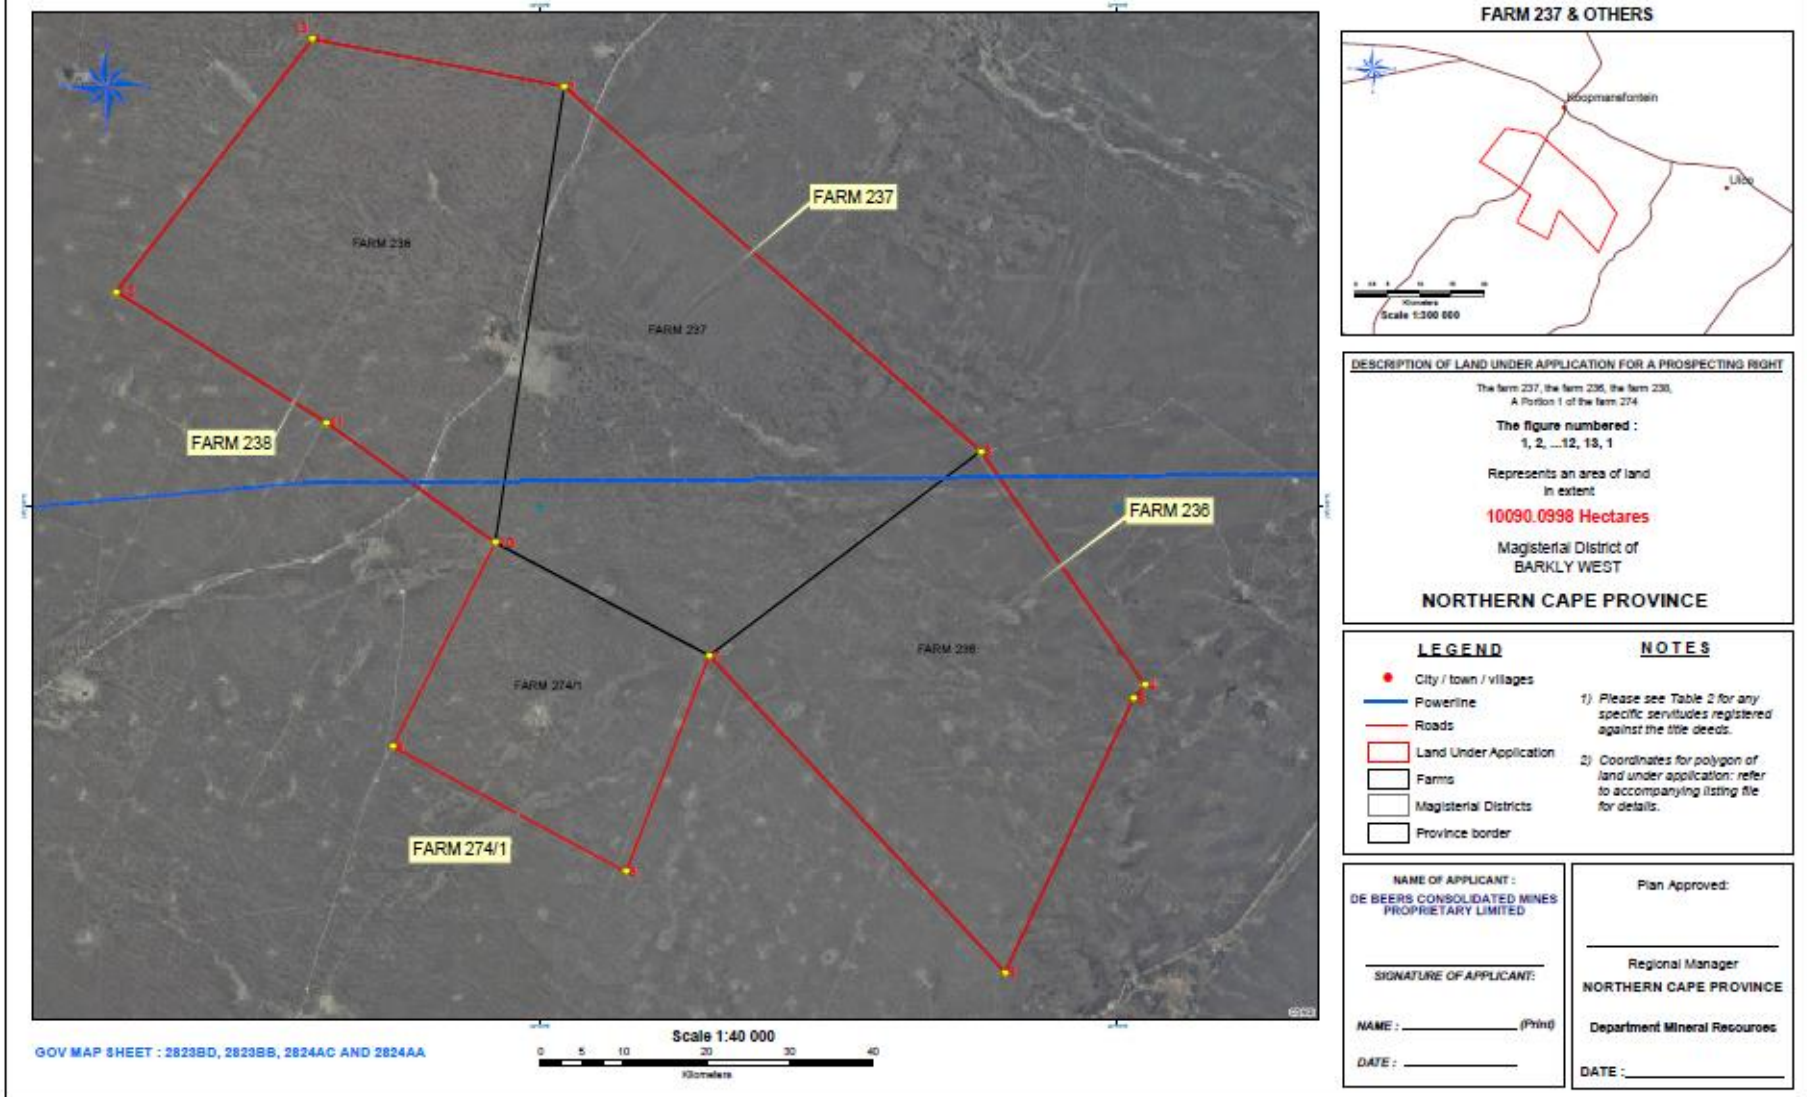 FARM 237
FARM 238
FARM 237
FARM 238
FARM 236
FARM 236
FARM 274/1
FARM 274/1
GOV MAP SHEET : 2823BD, 2823BB, 2824AC AND 2824AA
Scale 1:40 000
0 5 10 20 30 40
Kilometers
FARM 237 & OTHERS
Koopmansfontein
Ulco
Kilometers
Scale 1:300 000
DESCRIPTION OF LAND UNDER APPLICATION FOR A PROSPECTING RIGHT
The farm 237, the farm 236, the farm 238,
A Portion 1 of the farm 274
The figure numbered :
1, 2, ...12, 13, 1
Represents an area of land
in extent
10090.0998 Hectares
Magisterial District of
BARKLY WEST
NORTHERN CAPE PROVINCE
LEGEND
City / town / villages
Powerline
Roads
Land Under Application
Farms
Magisterial Districts
Province border
NOTES
1) Please see Table 2 for any
specific servitudes registered
against the title deeds.
2) Coordinates for polygon of
land under application: refer
to accompanying listing file
for details.
NAME OF APPLICANT :
DE BEERS CONSOLIDATED MINES
PROPRIETARY LIMITED
SIGNATURE OF APPLICANT:
NAME : (Print)
DATE :
Plan Approved:
Regional Manager
NORTHERN CAPE PROVINCE
Department Mineral Resources
DATE :